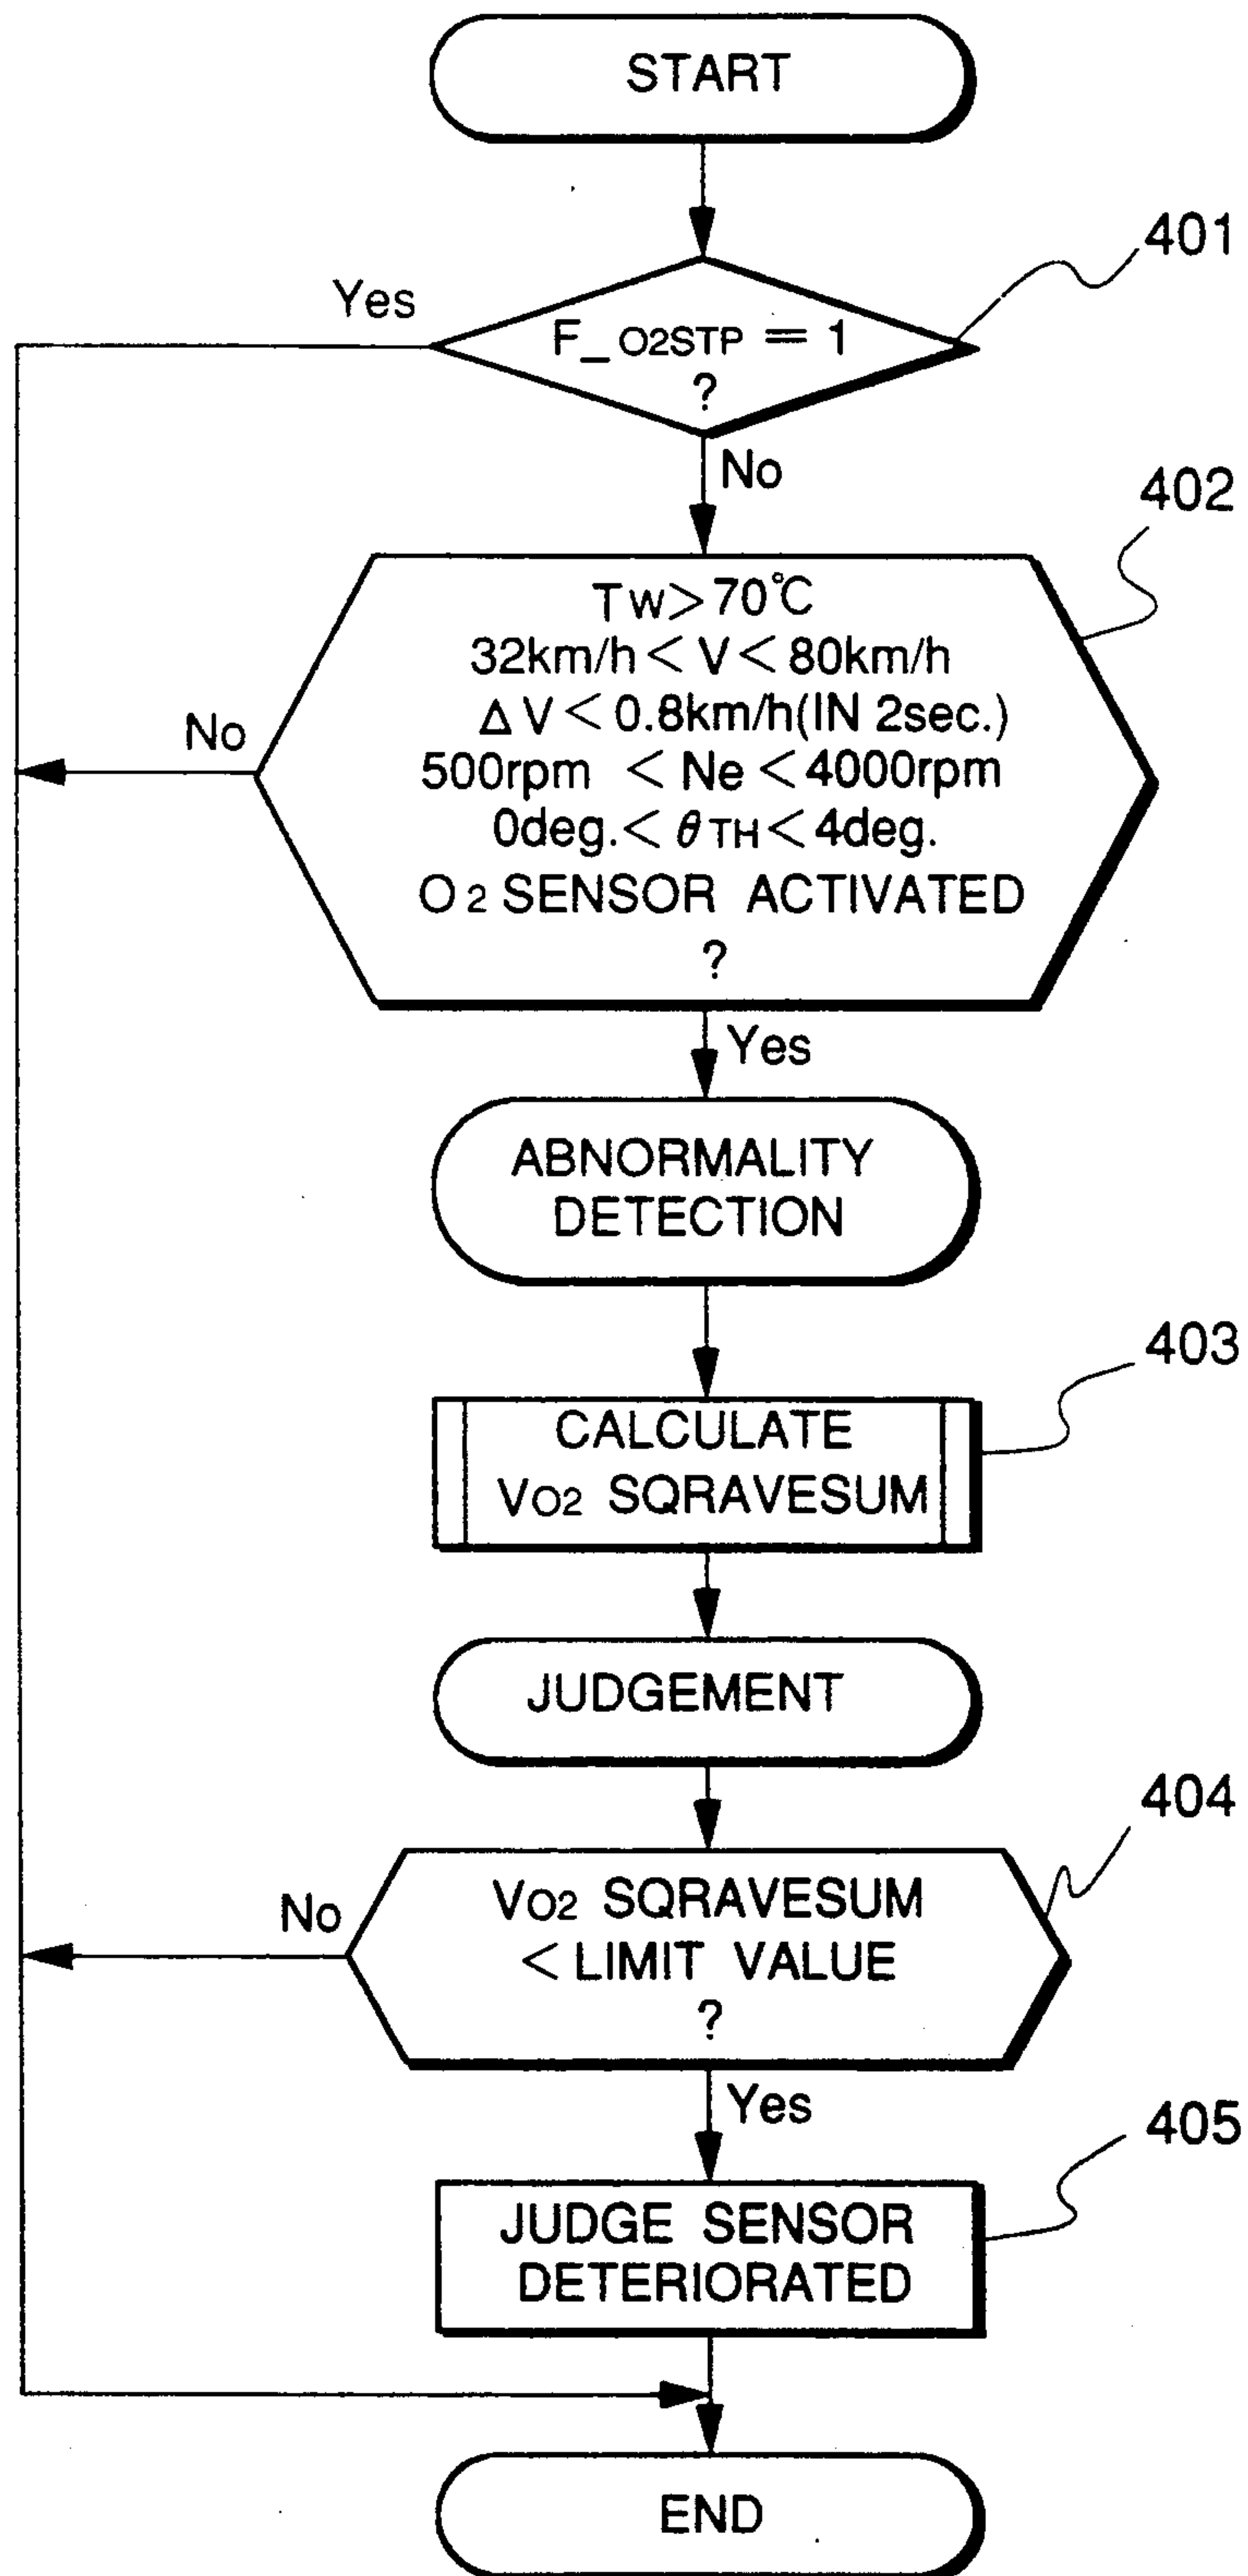 START
401
Yes
F_O2STP = 1
?
No
402
Tw > 70°C
32km/h < V < 80km/h
ΔV < 0.8km/h(IN 2sec.)
No
500rpm < Ne < 4000rpm
0deg. < θTH < 4deg.
O2 SENSOR ACTIVATED
?
Yes
ABNORMALITY
DETECTION
403
CALCULATE
VO2 SQRAVESUM
JUDGEMENT
404
VO2 SQRAVESUM
No
< LIMIT VALUE
?
Yes
405
JUDGE SENSOR
DETERIORATED
END